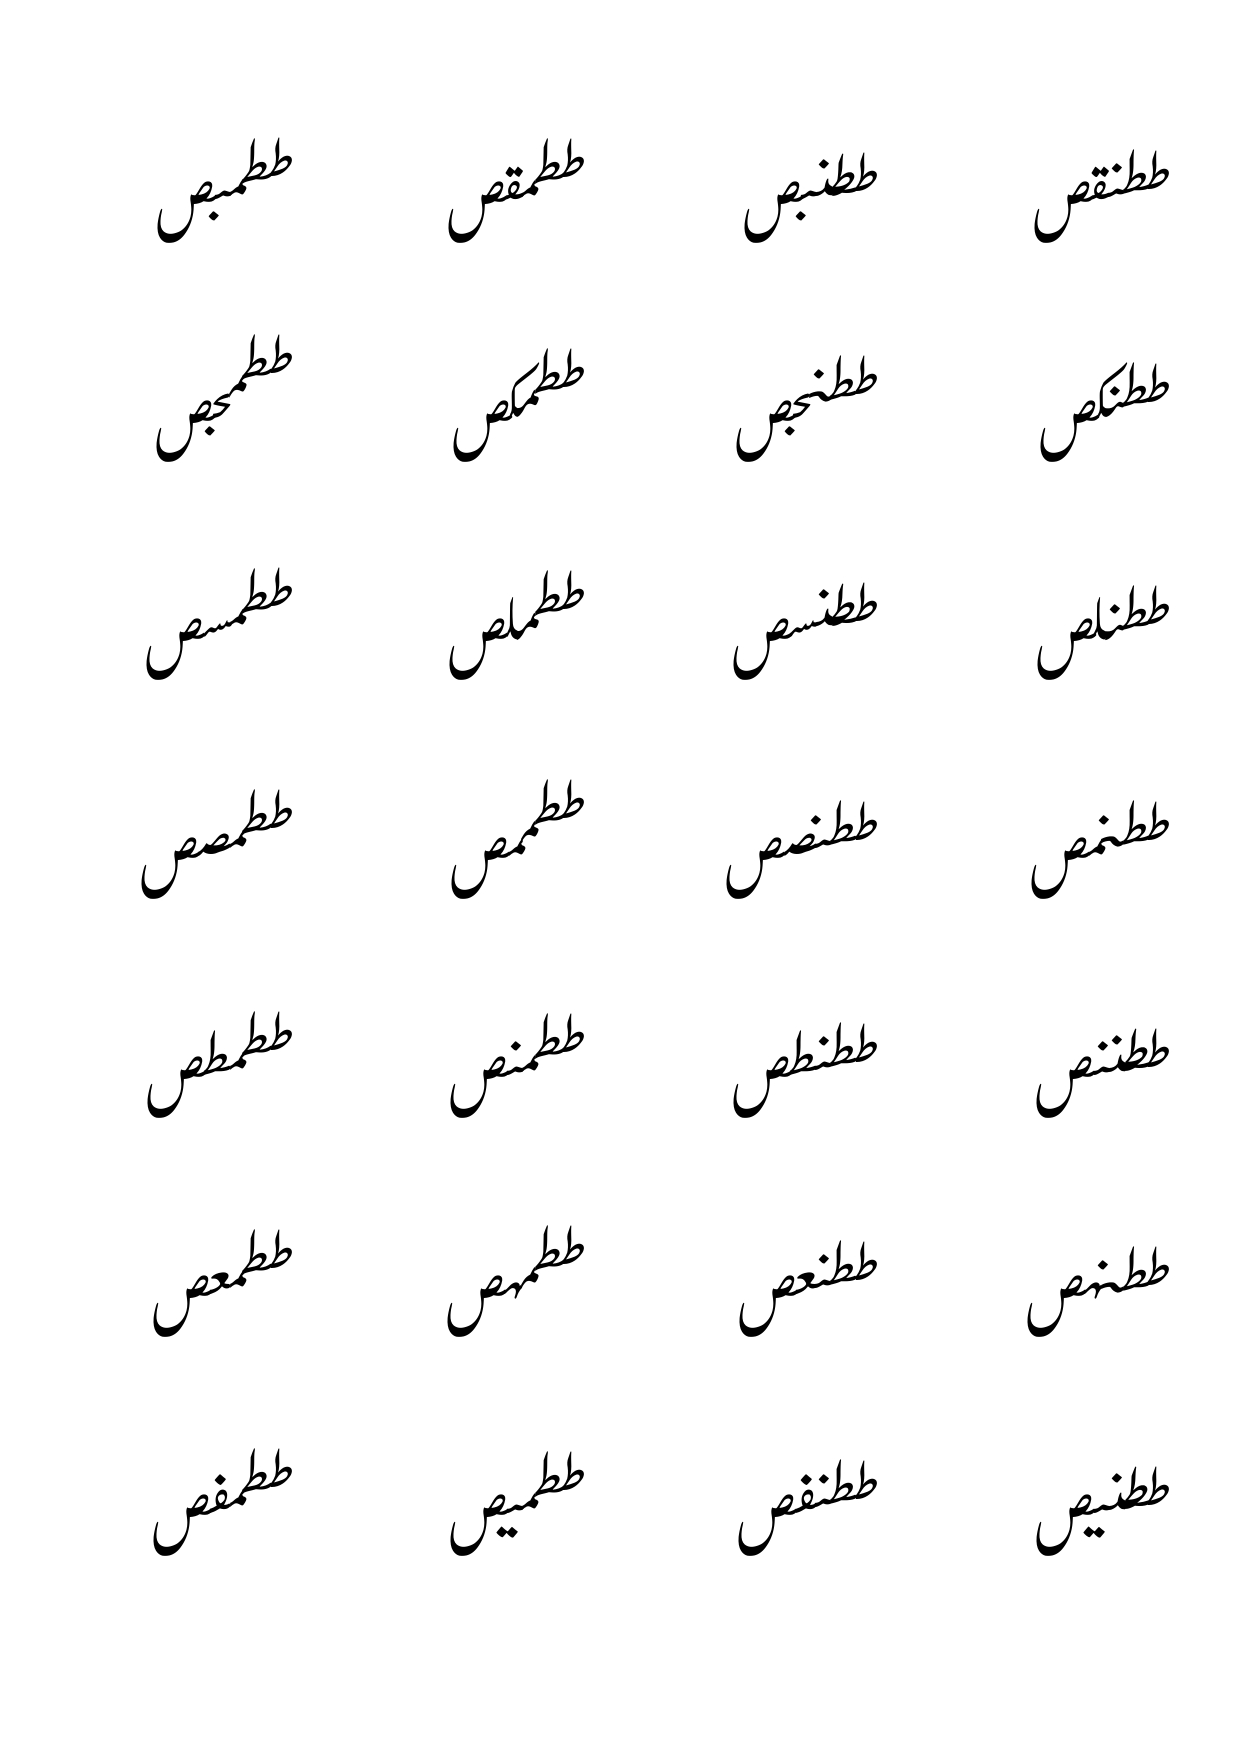 ططنقص ططنبص ططمقص ططمبص
ططنكص ططنجص ططمكص ططمجص
ططنلص ططنسص ططملص ططمسص
ططنمص ططنصص ططممص ططمصص
ططننص ططنطص ططمنص ططمطص
ططنهص ططنعص ططمهص ططمعص
ططنيص ططنفص ططميص ططمفص